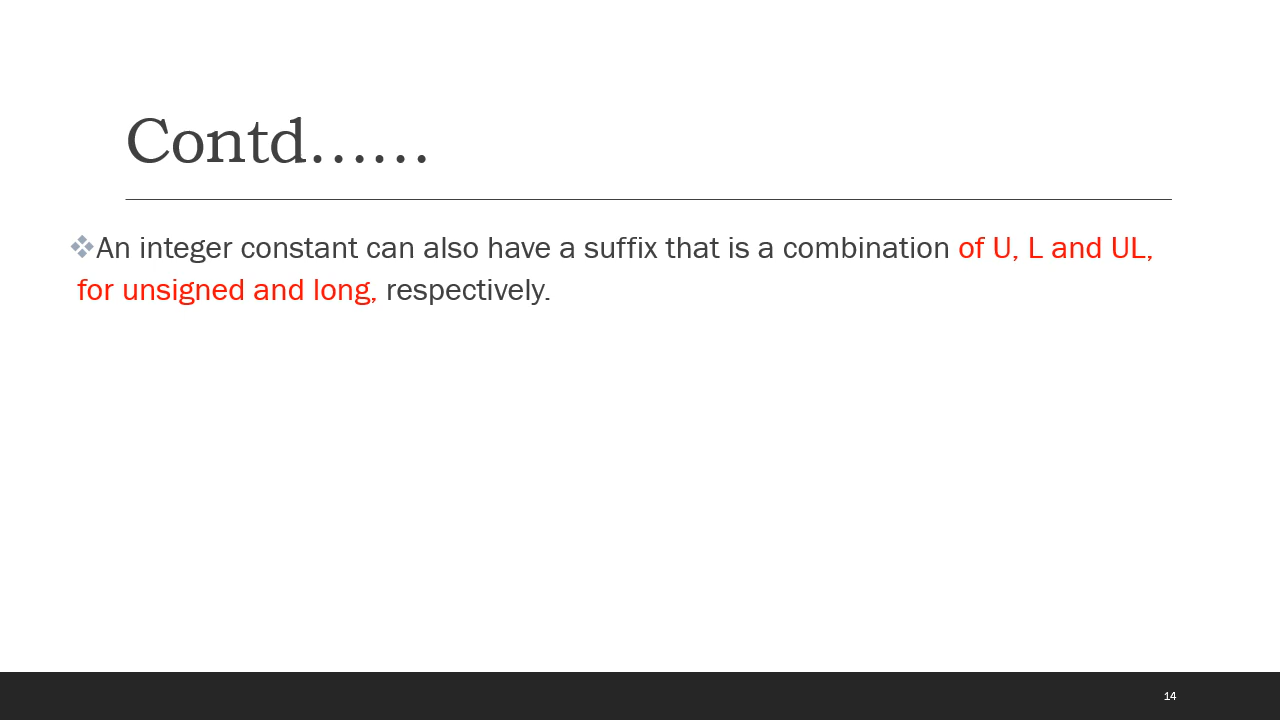 Contd……
❖An integer constant can also have a suffix that is a combination of U, L and UL,
for unsigned and long, respectively.
14